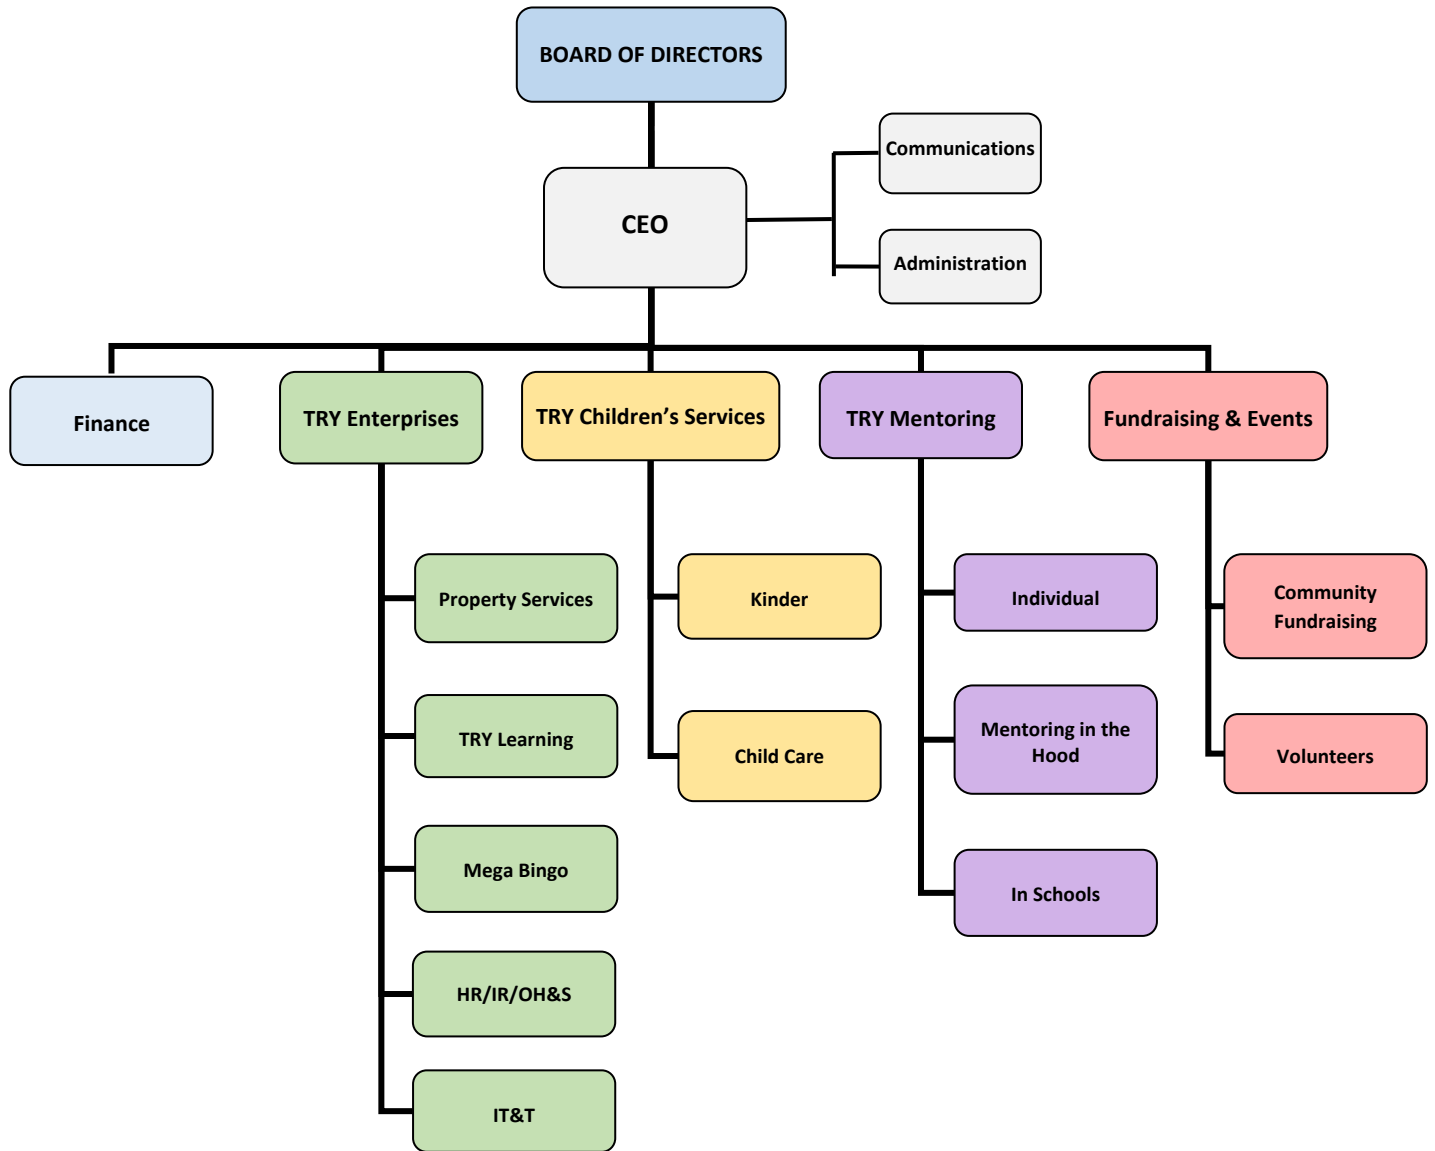 BOARD OF DIRECTORS
Communications
CEO
Administration
Finance
TRY Enterprises
TRY Children’s Services
TRY Mentoring
Fundraising & Events
Property Services
TRY Learning
Mega Bingo
HR/IR/OH&S
IT&T
Kinder
Child Care
Individual
Mentoring in the
Hood
In Schools
Community
Fundraising
Volunteers